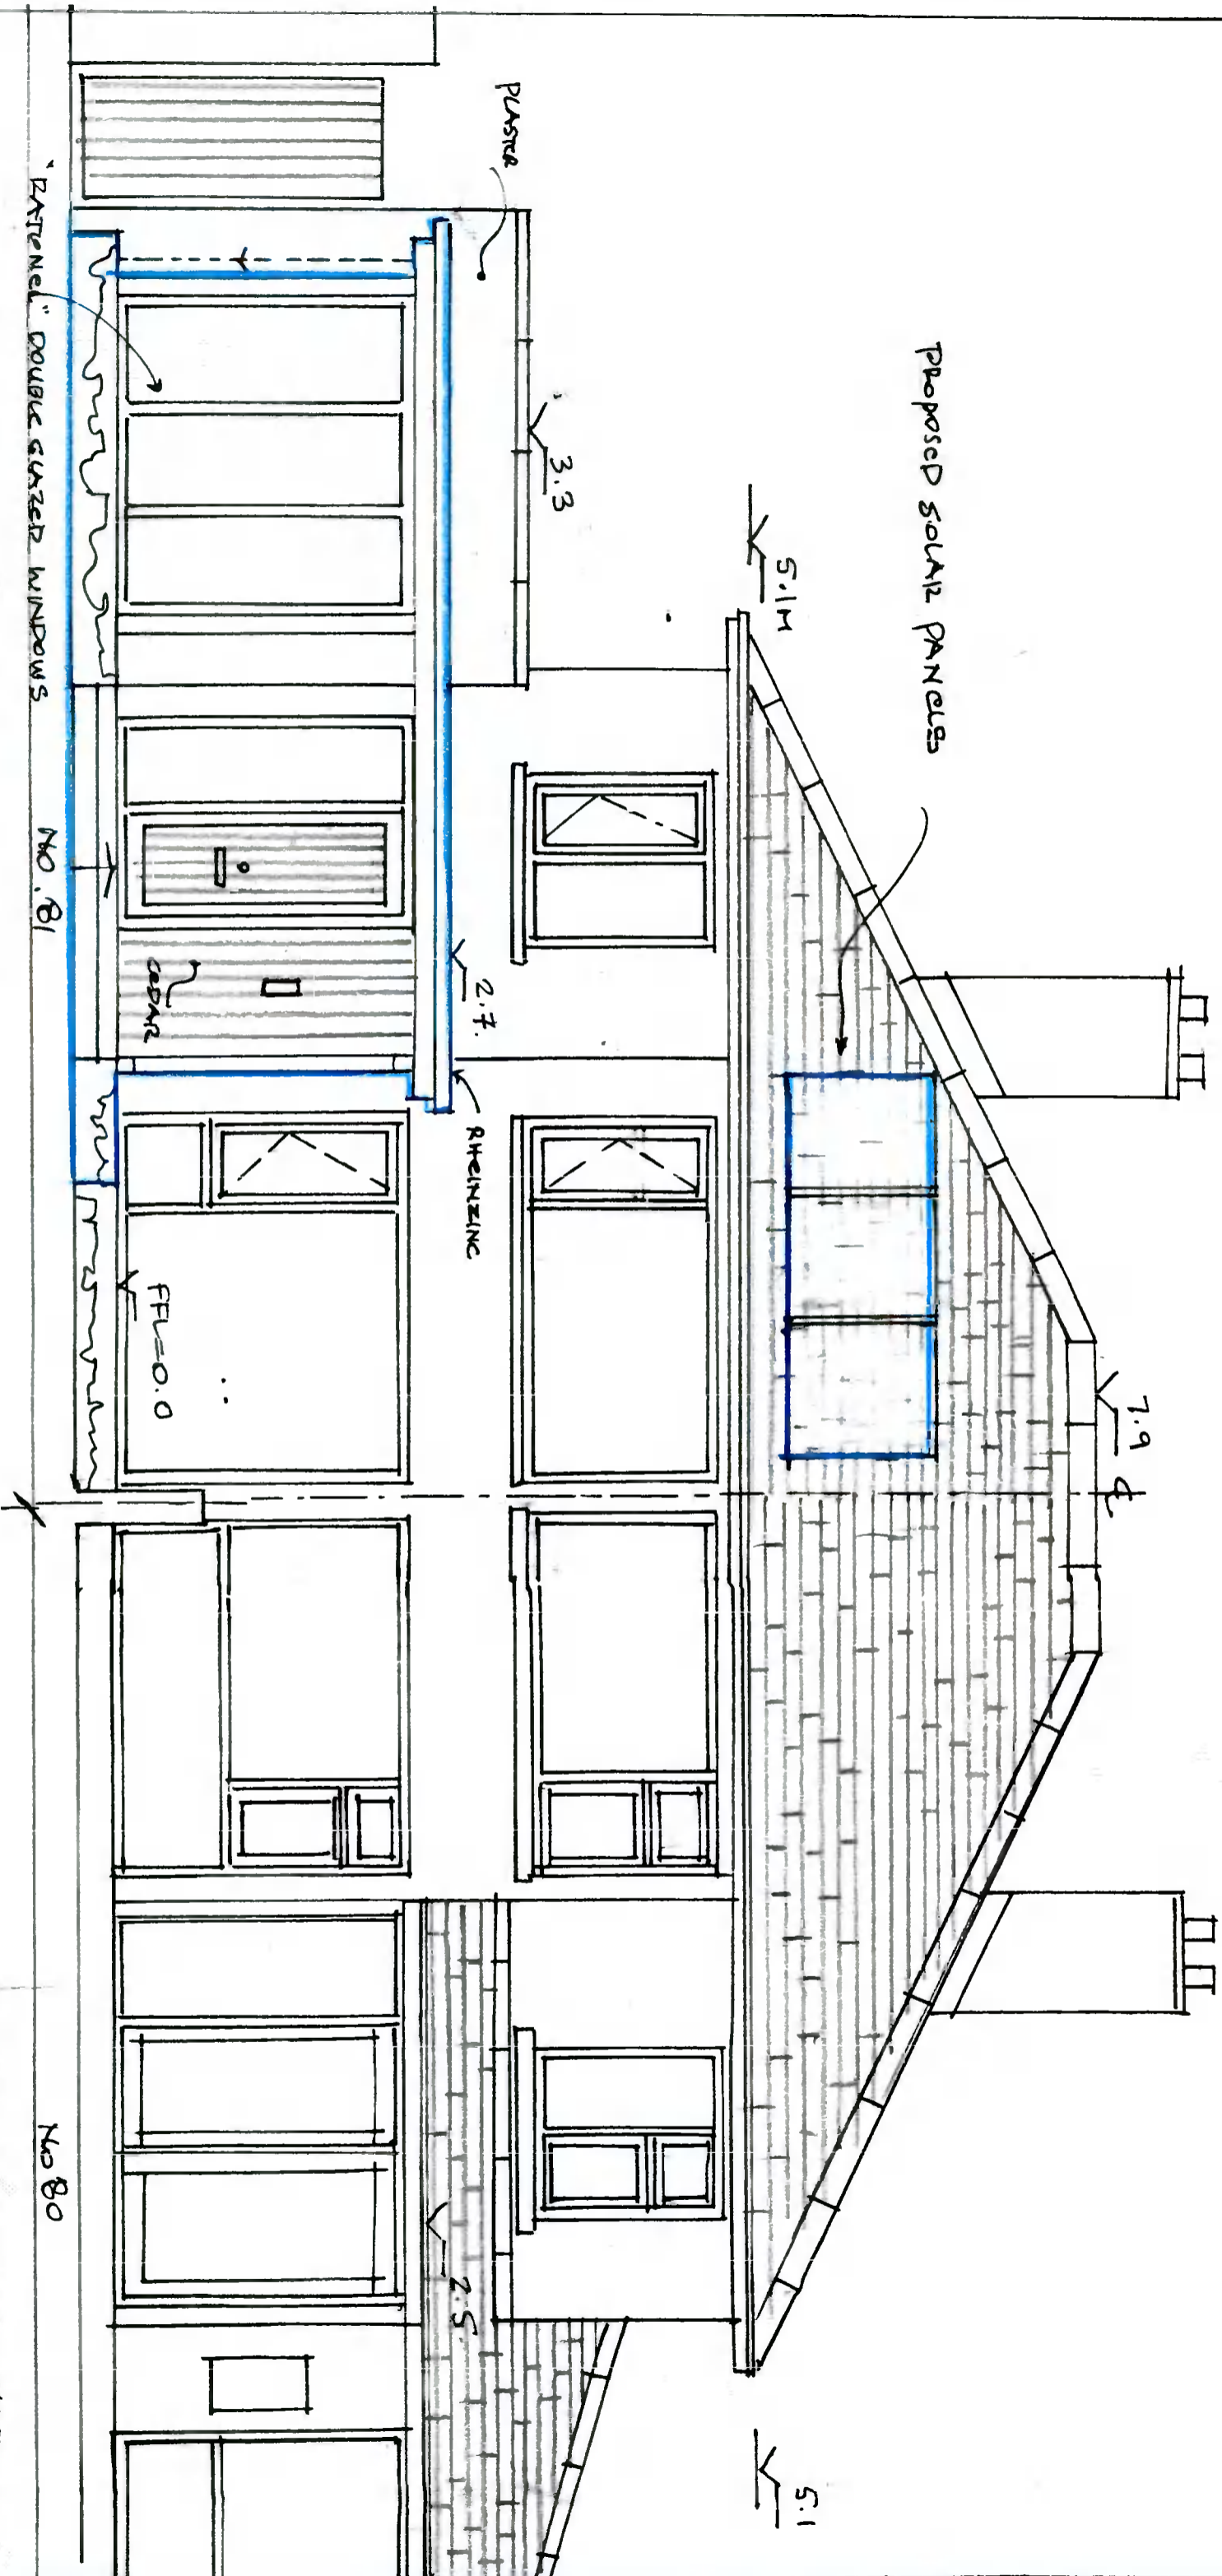 PROPOSED SOLAR PANELS
7.9
℄
5.1M
5.1
3.3
PLASTER
2.7.
RHEINZINC
2.5
CEDAR
FFL=0.0
"RATIONEL" DOUBLE GLAZED WINDOWS
NO.81
No 80